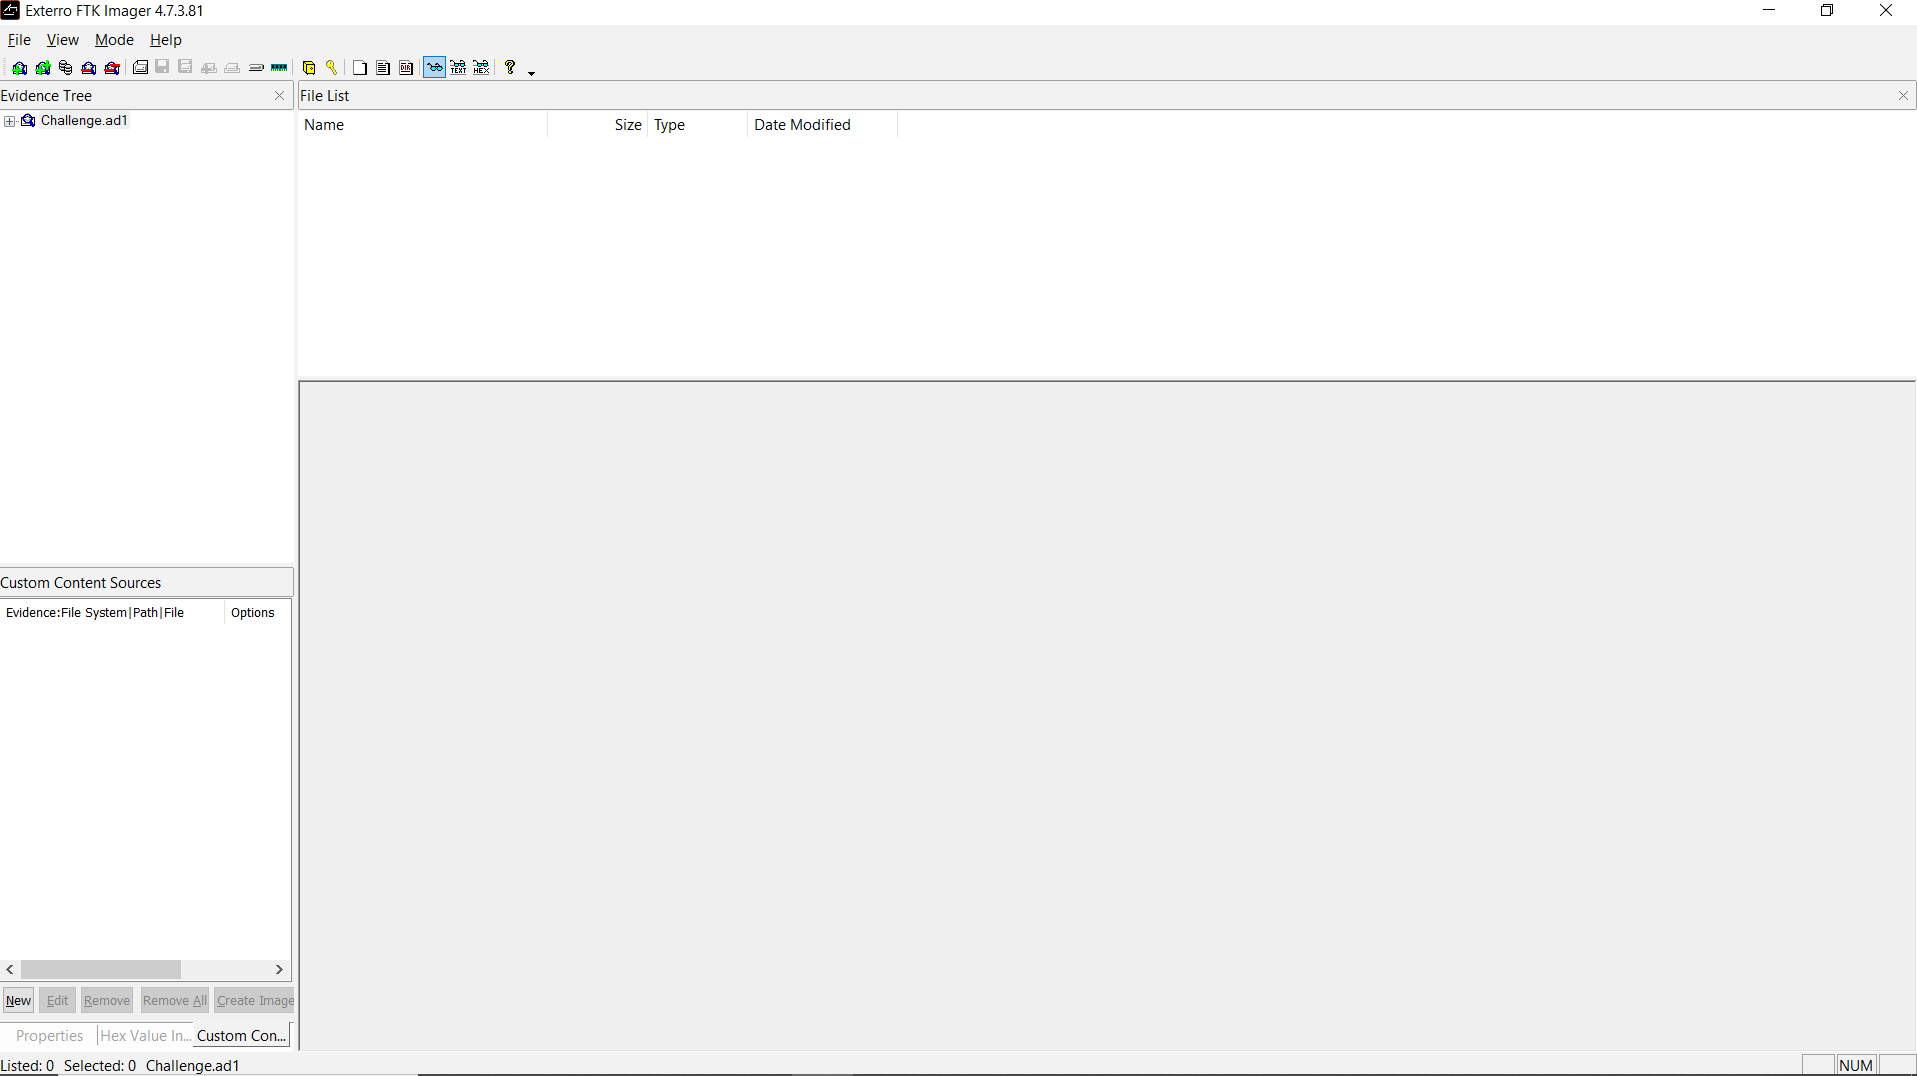 Exterro FTK Imager 4.7.3.81
File View Mode Help
TEXT HEX
Evidence Tree
File List
Challenge.ad1
Name Size Type Date Modified
Custom Content Sources
Evidence:File System|Path|File Options
New Edit Remove Remove All Create Image
Properties Hex Value In... Custom Con...
Listed: 0 Selected: 0 Challenge.ad1
NUM